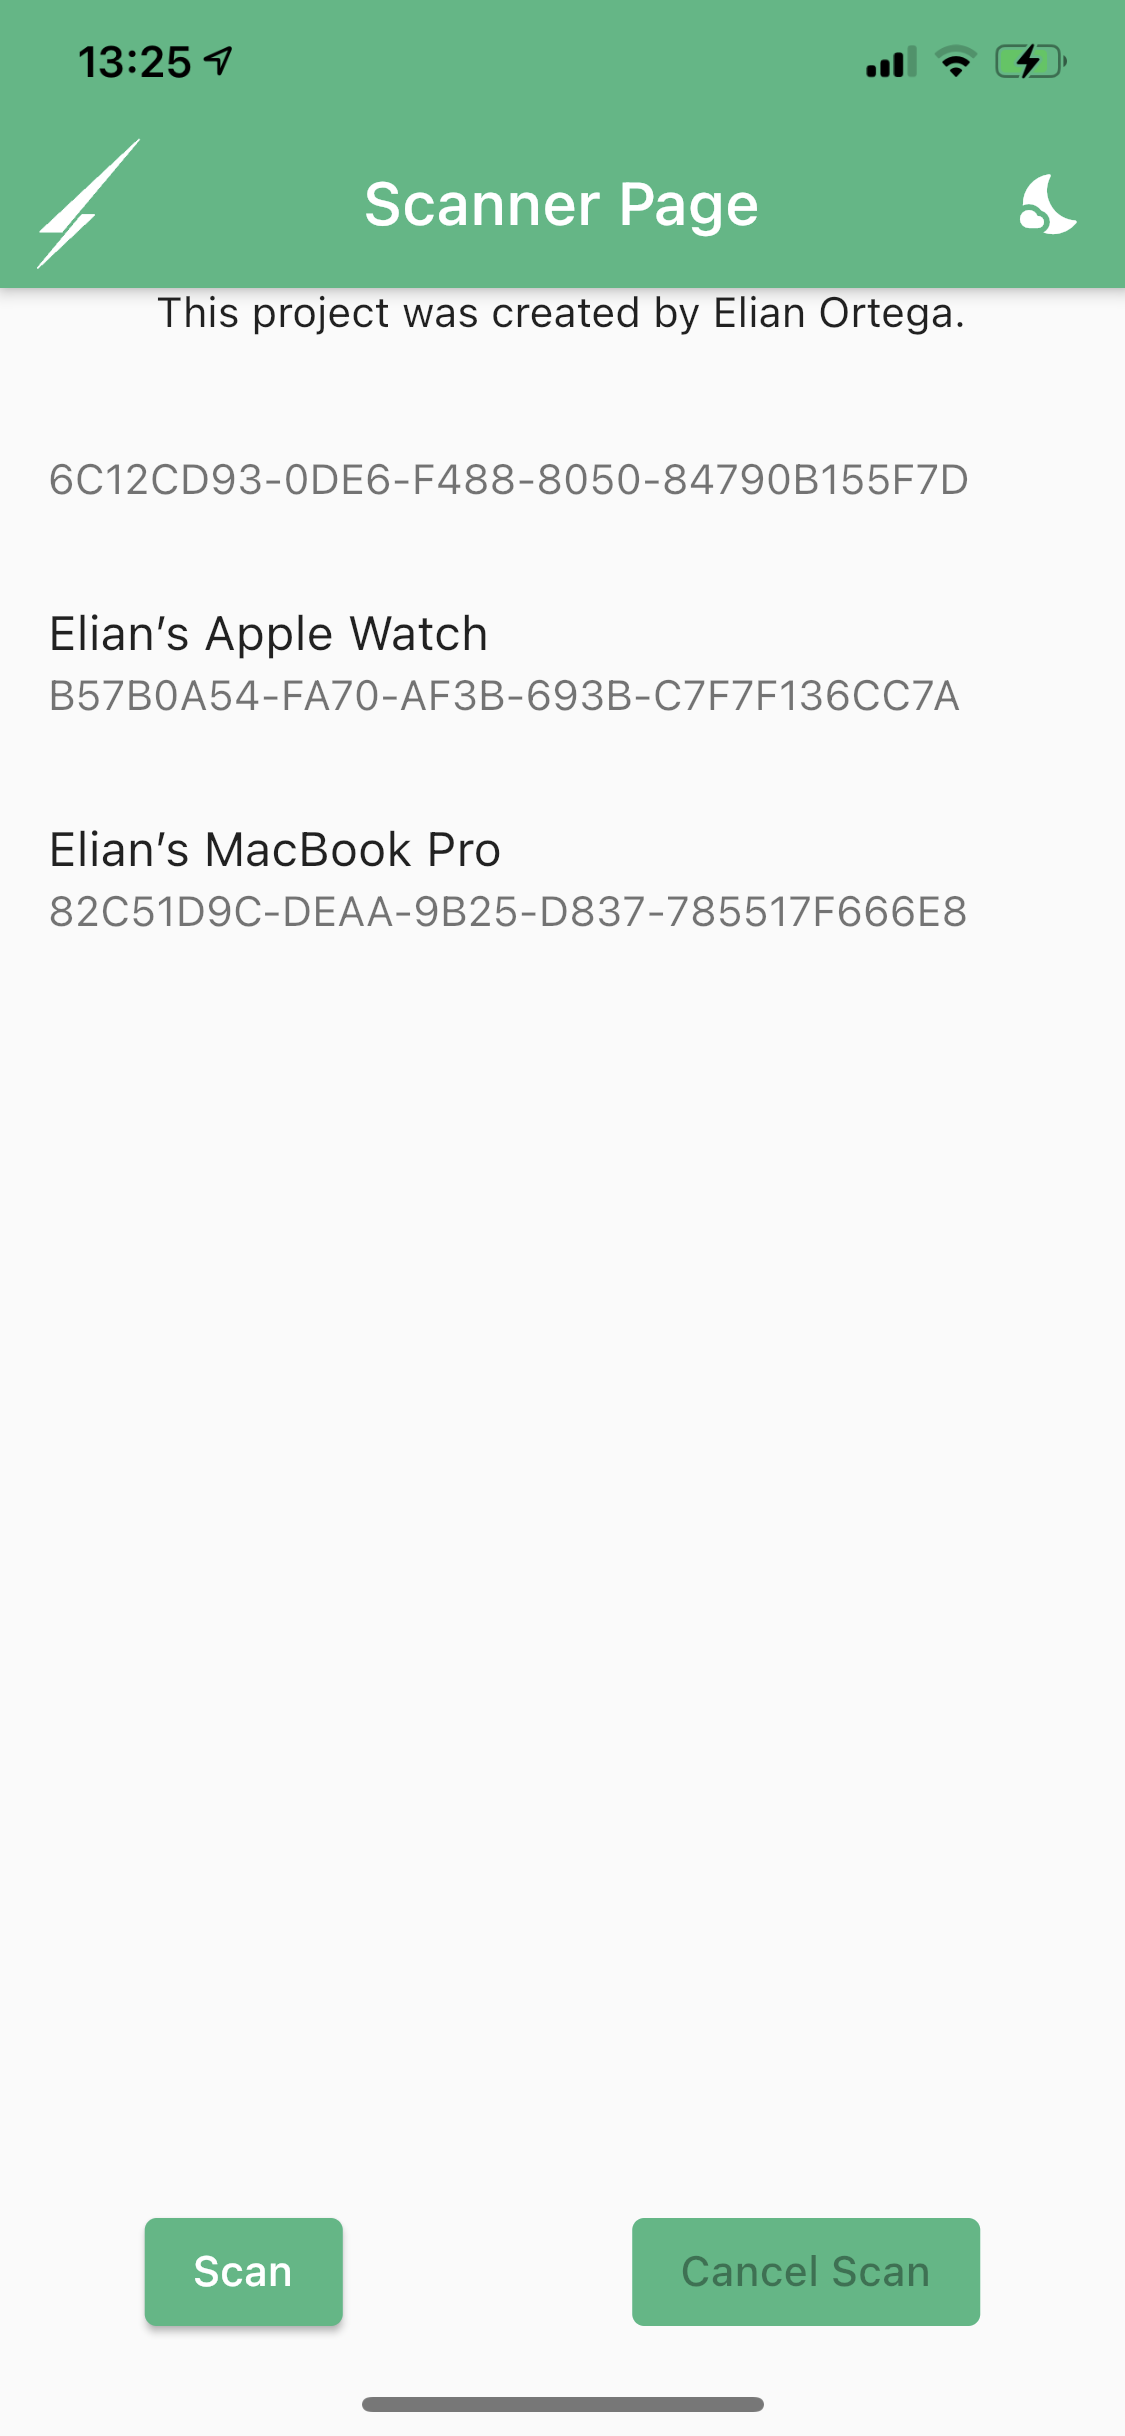 13:25
Scanner Page
This project was created by Elian Ortega.
6C12CD93-0DE6-F488-8050-84790B155F7D
Elian’s Apple Watch
B57B0A54-FA70-AF3B-693B-C7F7F136CC7A
Elian’s MacBook Pro
82C51D9C-DEAA-9B25-D837-785517F666E8
Scan
Cancel Scan